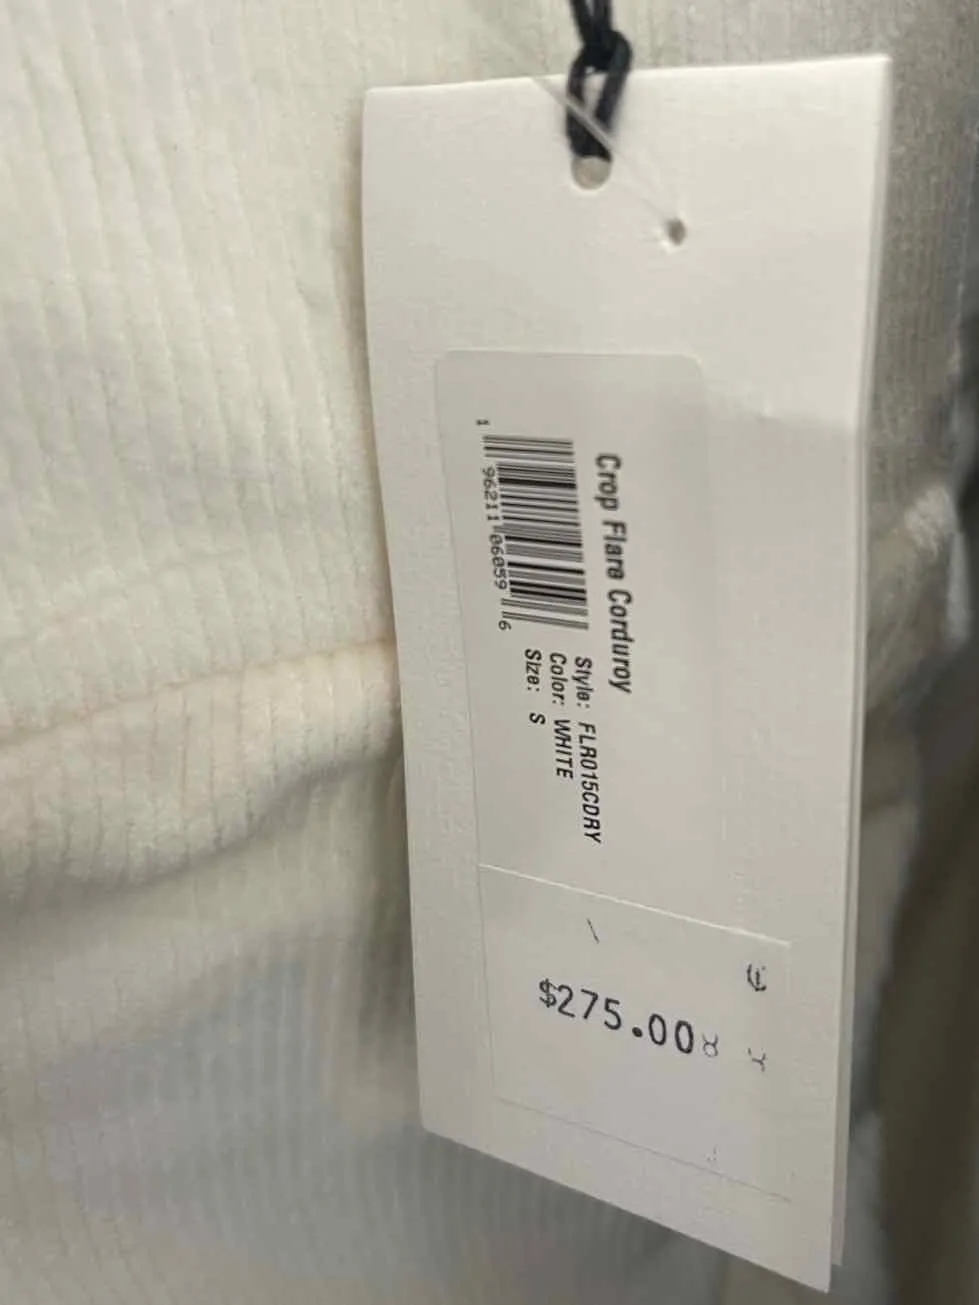 Crop Flare Corduroy
Style: FLR015CDRY
Color: WHITE
Size: S
1 96211 06059 6
$275.00